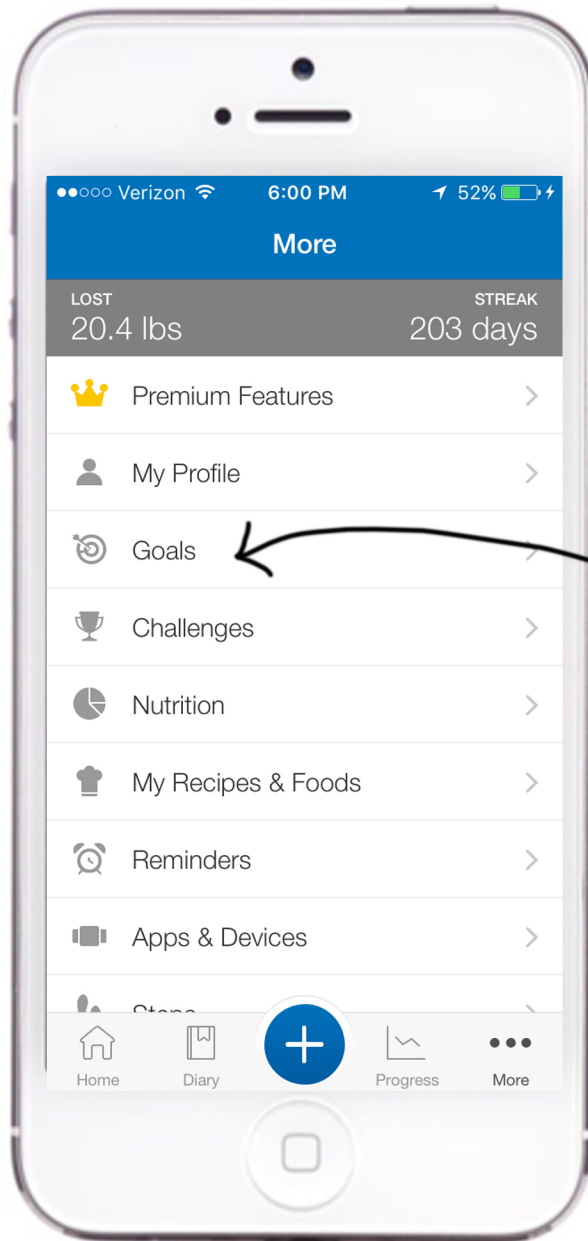 Verizon 6:00 PM 52%
More
LOST STREAK
20.4 lbs 203 days
Premium Features
My Profile
Goals
Challenges
Nutrition
My Recipes & Foods
Reminders
Apps & Devices
Steps
Home Diary Progress More